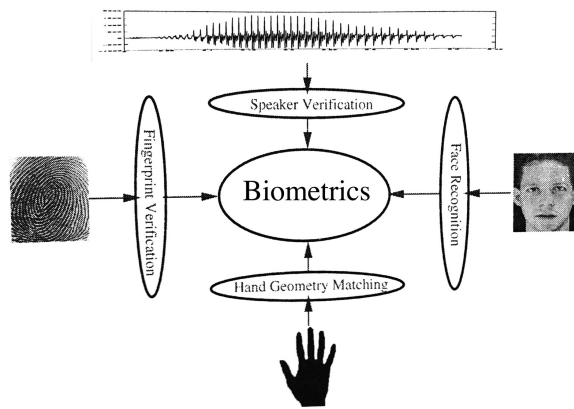 Speaker Verification
Fingerprint Verification
Biometrics
Face Recognition
Hand Geometry Matching